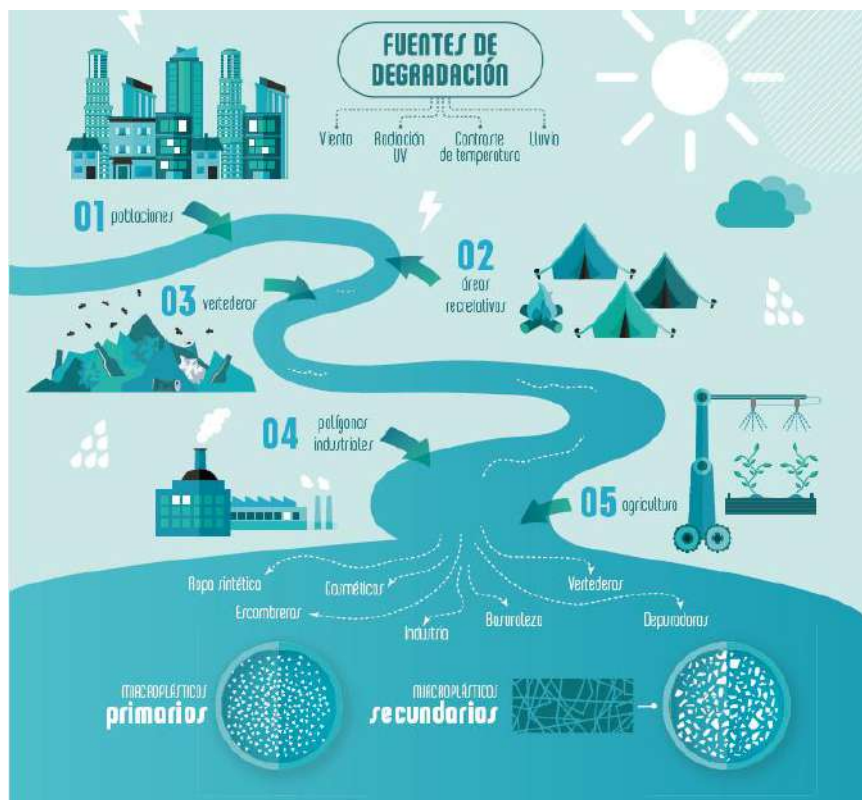 FUENTES DE
DEGRADACIÓN
Viento
Radiación
UV
Contraste
de temperatura
Lluvia
01 poblaciones
02
áreas
recreativas
03 vertederos
04 polígonos
industriales
05 agricultura
Ropa sintética
Cosméticos
Vertederos
Escombreras
Industria
Basuraleza
Depuradoras
MICROPLÁSTICOS
primarios
MICROPLÁSTICOS
secundarios